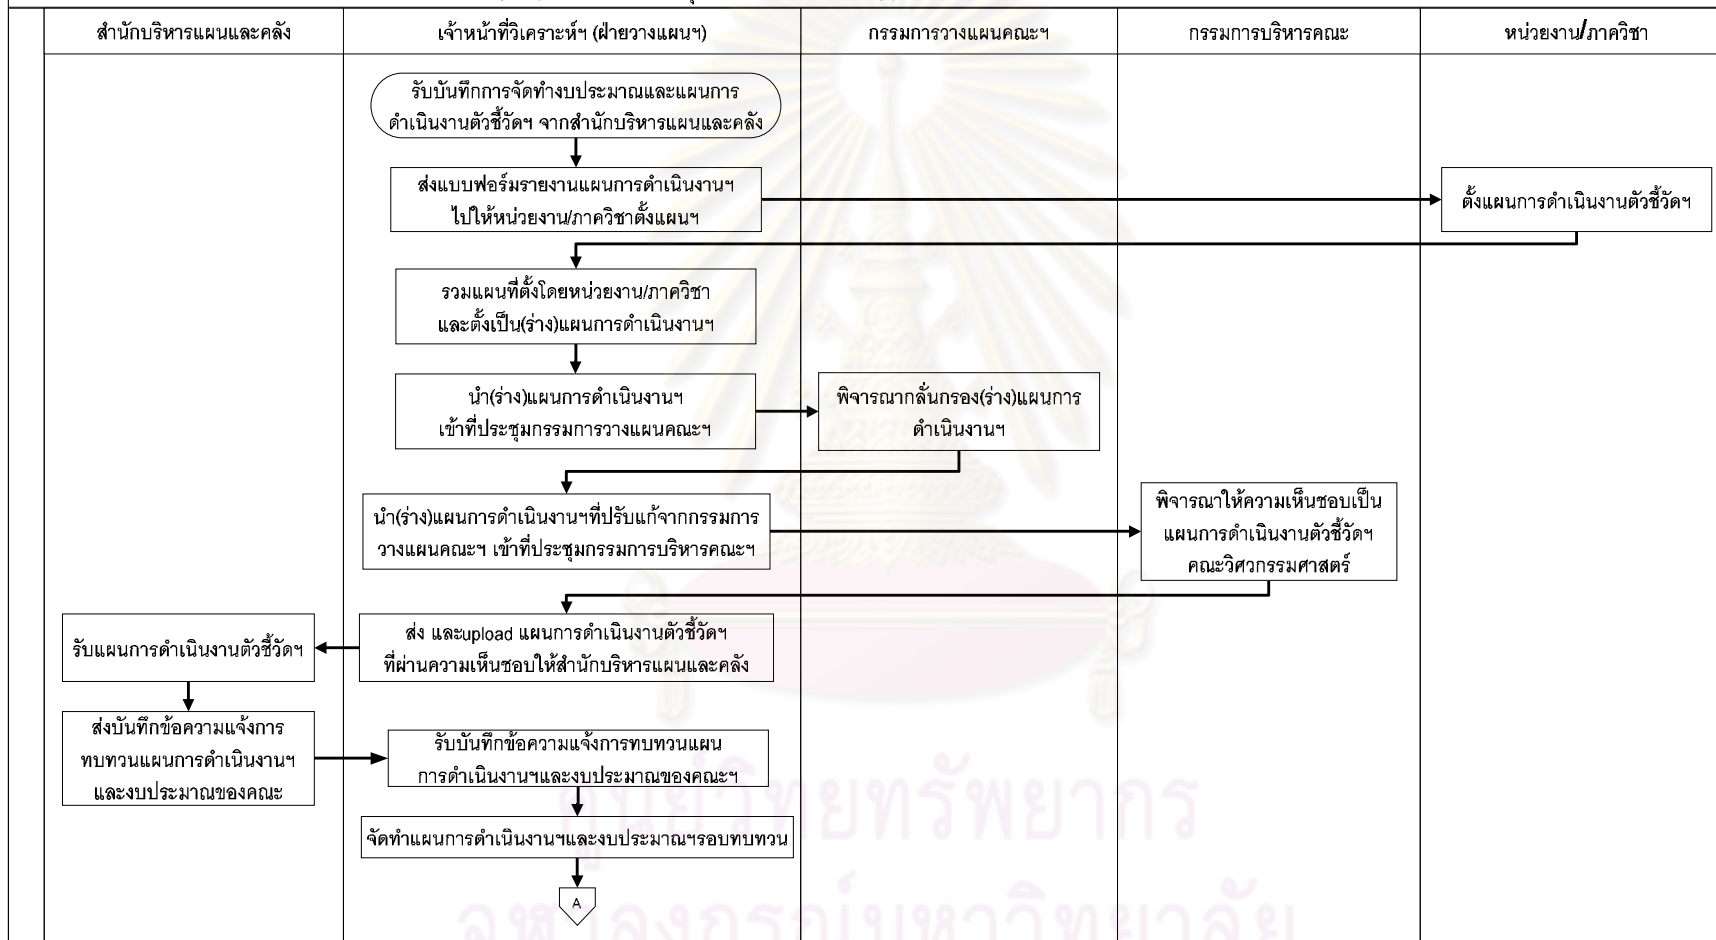 สำนักบริหารแผนและคลัง
เจ้าหน้าที่วิเคราะห์ฯ (ฝ่ายวางแผนฯ)
กรรมการวางแผนคณะฯ
กรรมการบริหารคณะ
หน่วยงาน/ภาควิชา
รับบันทึกการจัดทำงบประมาณและแผนการ
ดำเนินงานตัวชี้วัดฯ จากสำนักบริหารแผนและคลัง
ส่งแบบฟอร์มรายงานแผนการดำเนินงานฯ
ไปให้หน่วยงาน/ภาควิชาตั้งแผนฯ
ตั้งแผนการดำเนินงานตัวชี้วัดฯ
รวมแผนที่ตั้งโดยหน่วยงาน/ภาควิชา
และตั้งเป็น(ร่าง)แผนการดำเนินงานฯ
นำ(ร่าง)แผนการดำเนินงานฯ
เข้าที่ประชุมกรรมการวางแผนคณะฯ
พิจารณากลั่นกรอง(ร่าง)แผนการ
ดำเนินงานฯ
นำ(ร่าง)แผนการดำเนินงานฯที่ปรับแก้จากกรรมการ
วางแผนคณะฯ เข้าที่ประชุมกรรมการบริหารคณะฯ
พิจารณาให้ความเห็นชอบเป็น
แผนการดำเนินงานตัวชี้วัดฯ
คณะวิศวกรรมศาสตร์
ส่ง และupload แผนการดำเนินงานตัวชี้วัดฯ
ที่ผ่านความเห็นชอบให้สำนักบริหารแผนและคลัง
รับแผนการดำเนินงานตัวชี้วัดฯ
ส่งบันทึกข้อความแจ้งการ
ทบทวนแผนการดำเนินงานฯ
และงบประมาณของคณะ
รับบันทึกข้อความแจ้งการทบทวนแผน
การดำเนินงานฯและงบประมาณของคณะฯ
จัดทำแผนการดำเนินงานฯและงบประมาณฯรอบทบทวน
A
ศูนย์วิทยทรัพยากร
จุฬาลงกรณ์มหาวิทยาลัย